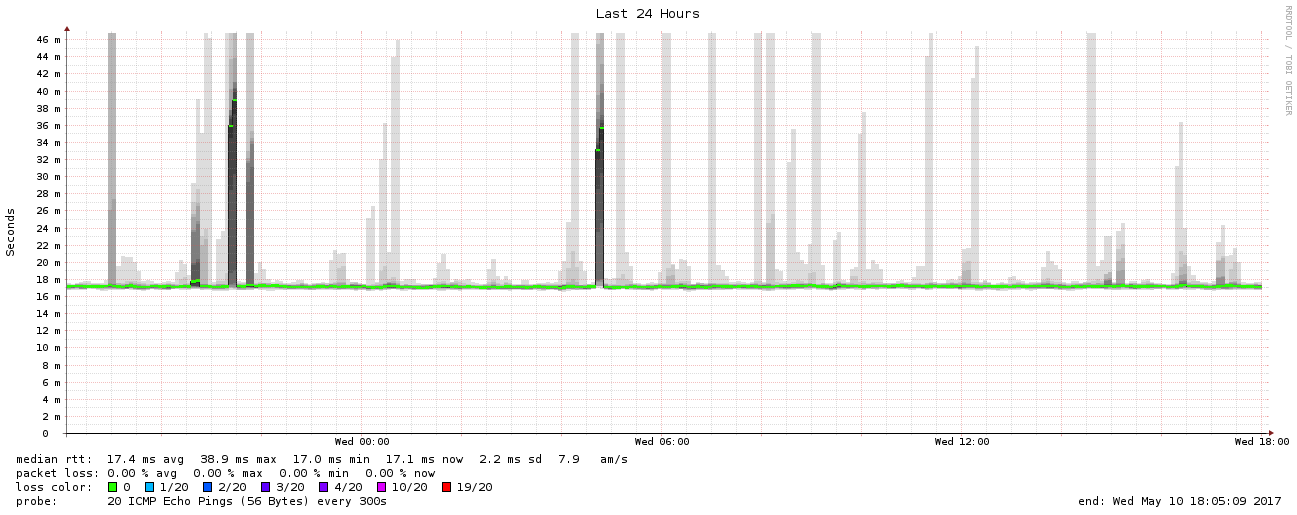 Last 24 Hours
RRDTOOL / TOBI OETIKER
Seconds
46 m
44 m
42 m
40 m
38 m
36 m
34 m
32 m
30 m
28 m
26 m
24 m
22 m
20 m
18 m
16 m
14 m
12 m
10 m
8 m
6 m
4 m
2 m
0
Wed 00:00 Wed 06:00 Wed 12:00 Wed 18:00
median rtt: 17.4 ms avg 38.9 ms max 17.0 ms min 17.1 ms now 2.2 ms sd 7.9 am/s
packet loss: 0.00 % avg 0.00 % max 0.00 % min 0.00 % now
loss color: 0 1/20 2/20 3/20 4/20 10/20 19/20
probe: 20 ICMP Echo Pings (56 Bytes) every 300s end: Wed May 10 18:05:09 2017